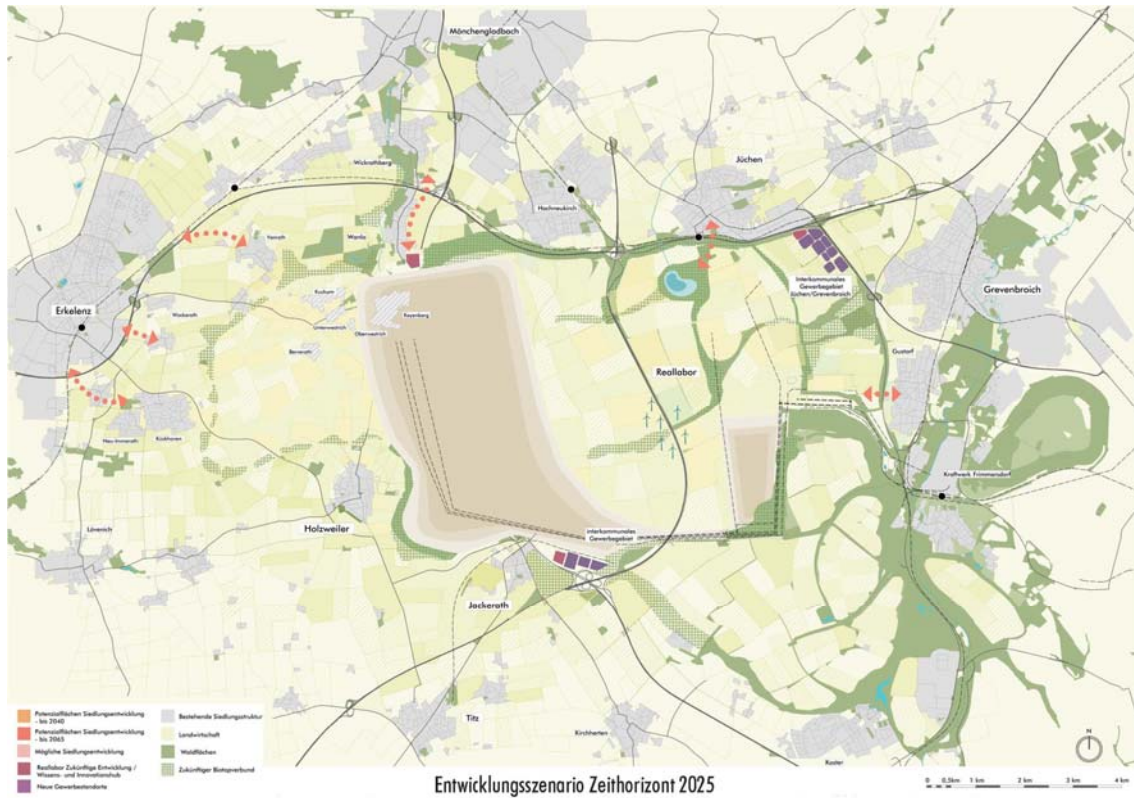 Mönchengladbach
Wickrathberg
Jüchen
Hochneukirch
Venrath
Wanlo
Interkommunales
Gewerbegebiet
Jüchen/Grevenbroich
Grevenbroich
Kuckum
Keyenberg
Erkelenz
Wockerath
Unterwestrich
Oberwestrich
Berverath
Gustorf
Reallabor
Neu-Immerath
Kückhoven
Kraftwerk Frimmersdorf
Lövenich
Holzweiler
interkommunales
Gewerbegebiet
Jackerath
Titz
Kirchherten
Kaster
Potenzialflächen Siedlungsentwicklung
- bis 2040
Potenzialflächen Siedlungsentwicklung
- bis 2065
Mögliche Siedlungsentwicklung
Reallabor Zukünftige Entwicklung /
Wissens- und Innovationshub
Neue Gewerbestandorte
Bestehende Siedlungsstruktur
Landwirtschaft
Waldflächen
Zukünftiger Biotopverbund
N
Entwicklungsszenario Zeithorizont 2025
0 0,5km 1 km 2 km 3 km 4 km